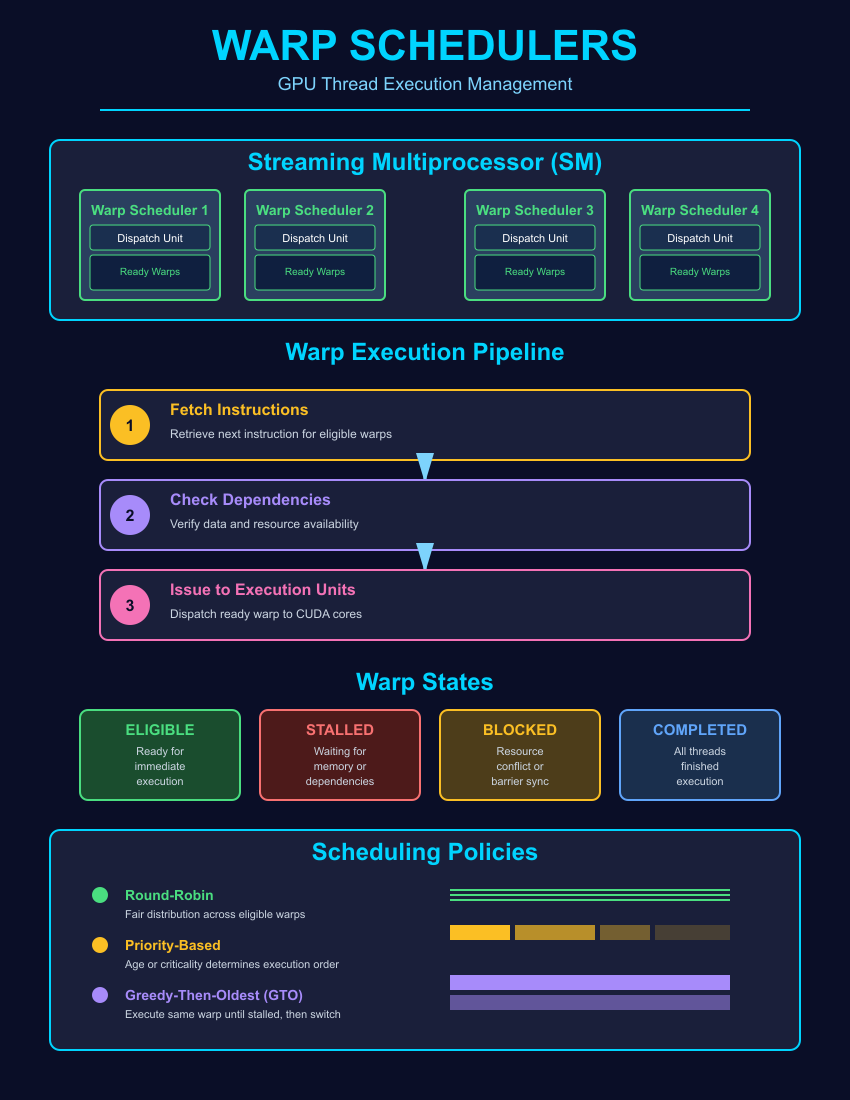 WARP SCHEDULERS
GPU Thread Execution Management
Streaming Multiprocessor (SM)
Warp Scheduler 1
Dispatch Unit
Ready Warps
Warp Scheduler 2
Dispatch Unit
Ready Warps
Warp Scheduler 3
Dispatch Unit
Ready Warps
Warp Scheduler 4
Dispatch Unit
Ready Warps
Warp Execution Pipeline
1
Fetch Instructions
Retrieve next instruction for eligible warps
2
Check Dependencies
Verify data and resource availability
3
Issue to Execution Units
Dispatch ready warp to CUDA cores
Warp States
ELIGIBLE
Ready for
immediate
execution
STALLED
Waiting for
memory or
dependencies
BLOCKED
Resource
conflict or
barrier sync
COMPLETED
All threads
finished
execution
Scheduling Policies
Round-Robin
Fair distribution across eligible warps
Priority-Based
Age or criticality determines execution order
Greedy-Then-Oldest (GTO)
Execute same warp until stalled, then switch